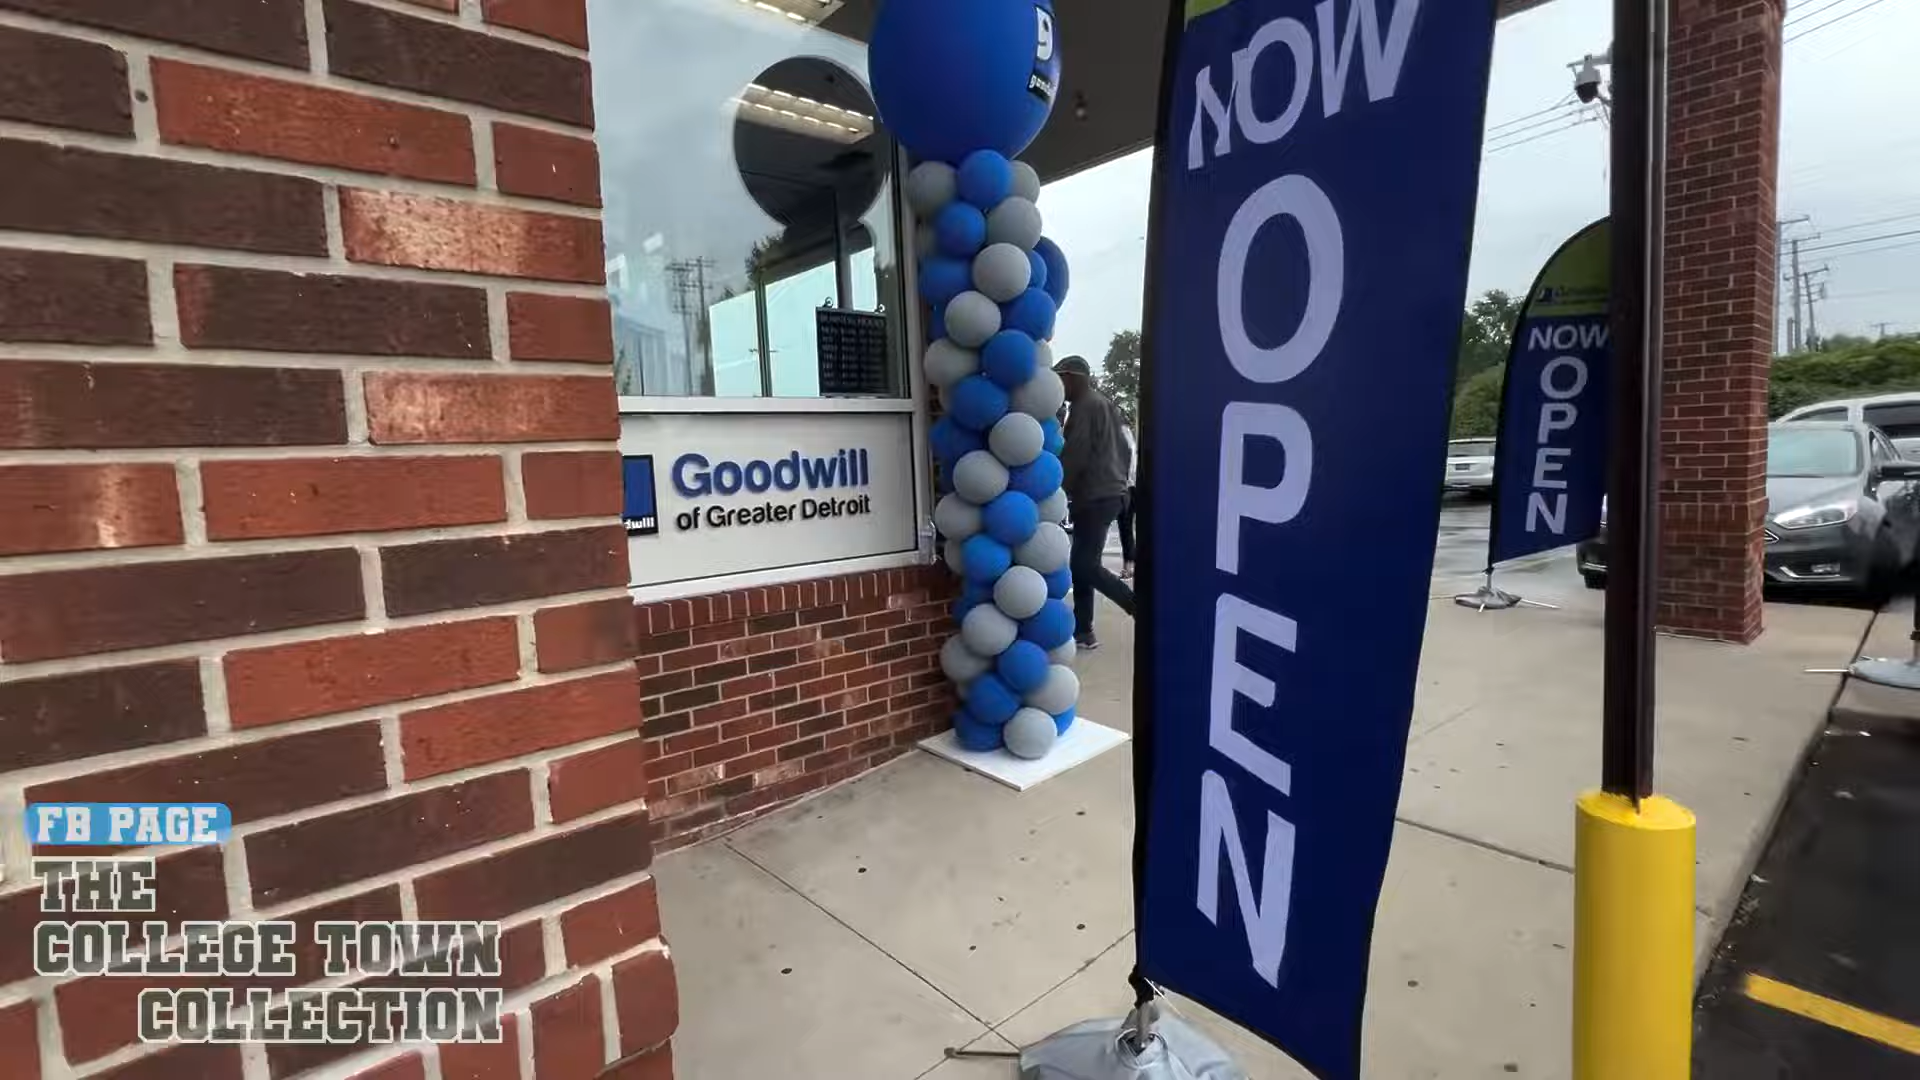 NOW
OPEN
Goodwill
of Greater Detroit
NOW
OPEN
FB PAGE
THE
COLLEGE TOWN
COLLECTION